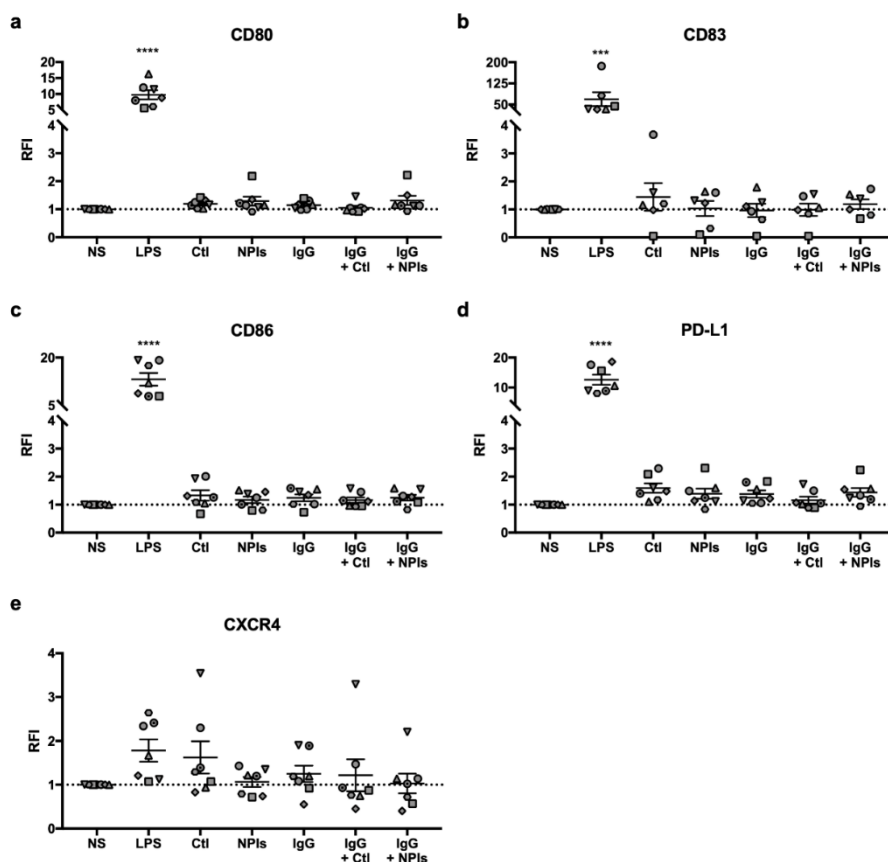 a
CD80
****
20
15
10
5
4
3
2
1
0
RFI
NS LPS Ctl NPIs IgG IgG + Ctl IgG + NPIs
b
CD83
***
200
125
50
4
3
2
1
0
RFI
NS LPS Ctl NPIs IgG IgG + Ctl IgG + NPIs
c
CD86
****
20
5
4
3
2
1
0
RFI
NS LPS Ctl NPIs IgG IgG + Ctl IgG + NPIs
d
PD-L1
****
20
10
4
3
2
1
0
RFI
NS LPS Ctl NPIs IgG IgG + Ctl IgG + NPIs
e
CXCR4
4
3
2
1
0
RFI
NS LPS Ctl NPIs IgG IgG + Ctl IgG + NPIs